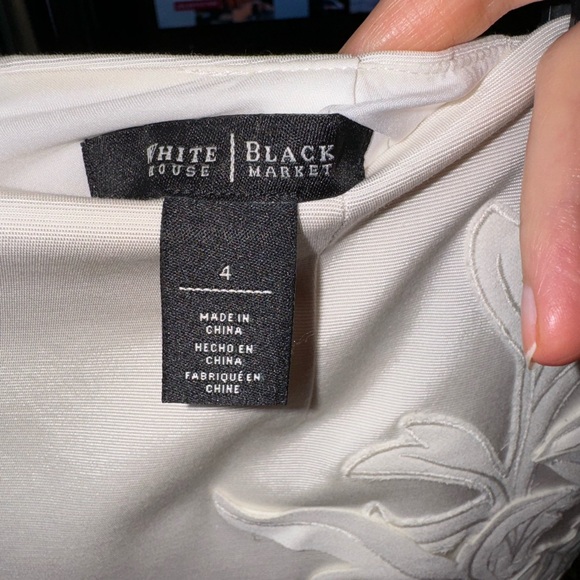 WHITE HOUSE | BLACK MARKET
4
MADE IN
CHINA
HECHO EN
CHINA
FABRIQUÉ EN
CHINE